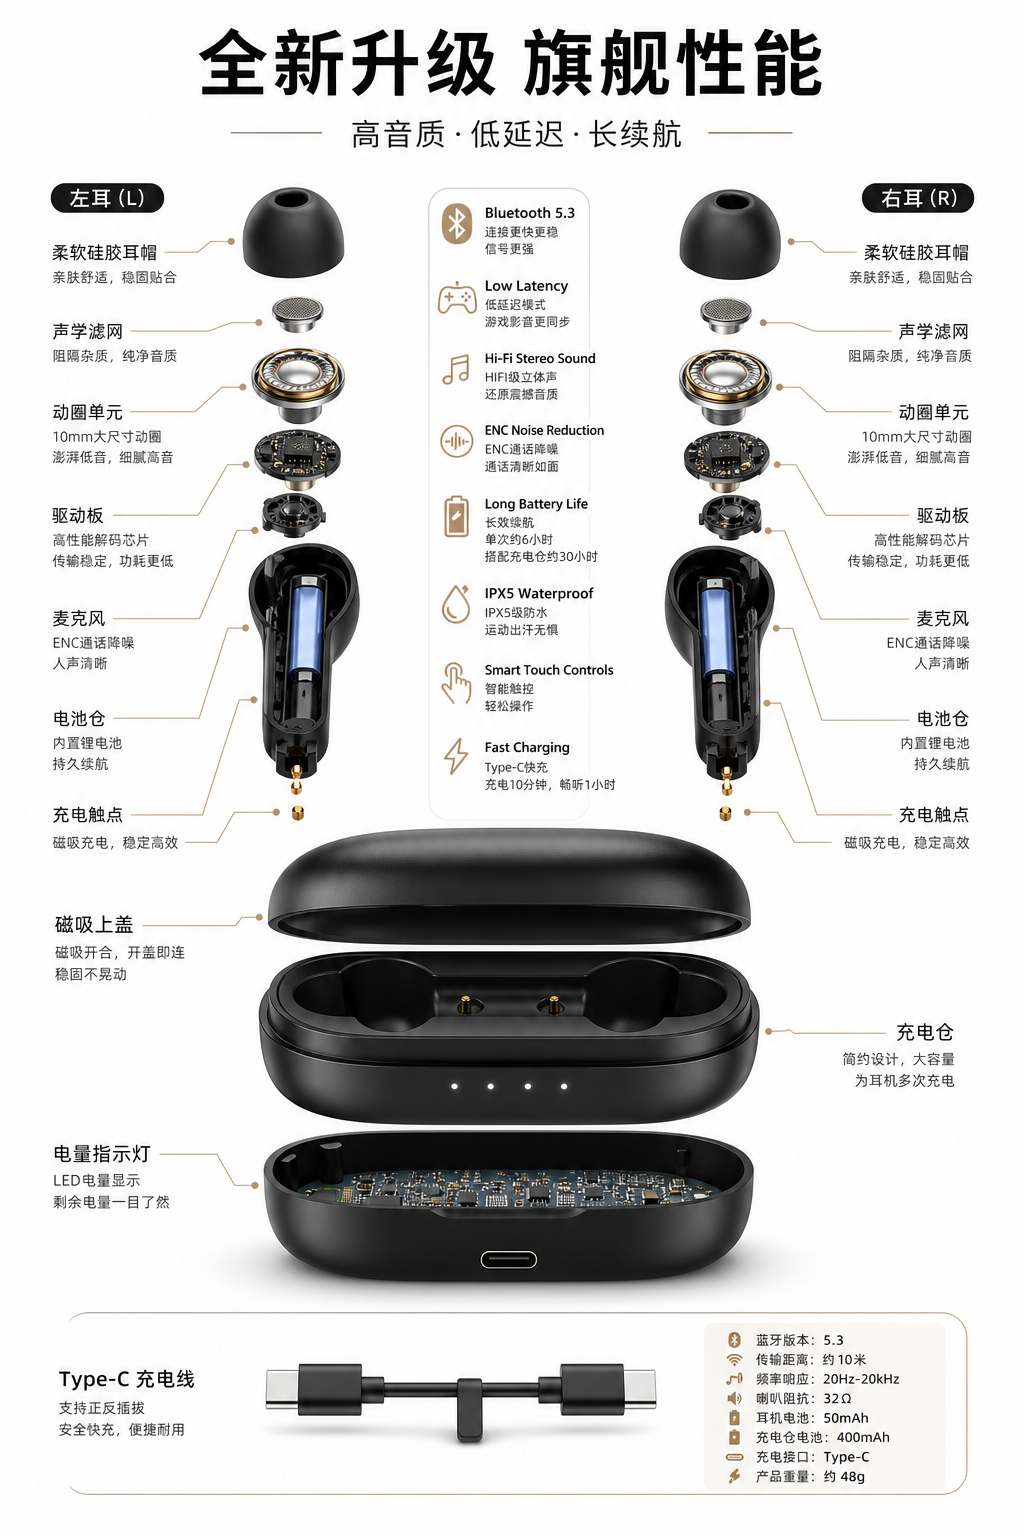 全新升级 旗舰性能
高音质 · 低延迟 · 长续航
左耳 (L)
柔软硅胶耳帽
亲肤舒适，稳固贴合
声学滤网
阻隔杂质，纯净音质
动圈单元
10mm大尺寸动圈
澎湃低音，细腻高音
驱动板
高性能解码芯片
传输稳定，功耗更低
麦克风
ENC通话降噪
人声清晰
电池仓
内置锂电池
持久续航
充电触点
磁吸充电，稳定高效
Bluetooth 5.3
连接更快更稳
信号更强
Low Latency
低延迟模式
游戏影音更同步
Hi-Fi Stereo Sound
HIFI级立体声
还原震撼音质
ENC Noise Reduction
ENC通话降噪
通话清晰如面
Long Battery Life
长效续航
单次约6小时
搭配充电仓约30小时
IPX5 Waterproof
IPX5级防水
运动出汗无惧
Smart Touch Controls
智能触控
轻松操作
Fast Charging
Type-C快充
充电10分钟，畅听1小时
右耳 (R)
柔软硅胶耳帽
亲肤舒适，稳固贴合
声学滤网
阻隔杂质，纯净音质
动圈单元
10mm大尺寸动圈
澎湃低音，细腻高音
驱动板
高性能解码芯片
传输稳定，功耗更低
麦克风
ENC通话降噪
人声清晰
电池仓
内置锂电池
持久续航
充电触点
磁吸充电，稳定高效
磁吸上盖
磁吸开合，开盖即连
稳固不晃动
充电仓
简约设计，大容量
为耳机多次充电
电量指示灯
LED电量显示
剩余电量一目了然
Type-C 充电线
支持正反插拔
安全快充，便捷耐用
蓝牙版本：5.3
传输距离：约10米
频率响应：20Hz-20kHz
喇叭阻抗：32Ω
耳机电池：50mAh
充电仓电池：400mAh
充电接口：Type-C
产品重量：约 48g